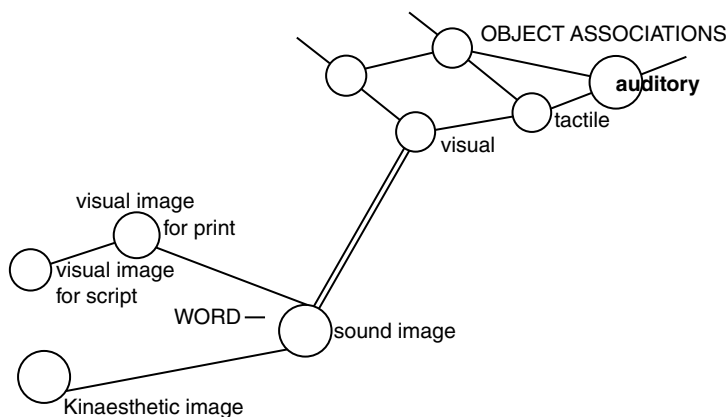 OBJECT ASSOCIATIONS
auditory
tactile
visual
visual image
for print
visual image
for script
WORD —
sound image
Kinaesthetic image